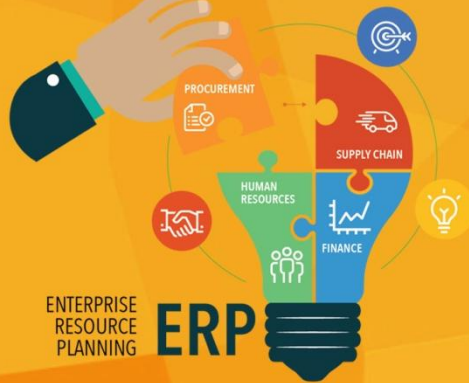 PROCUREMENT
SUPPLY CHAIN
HUMAN
RESOURCES
FINANCE
ENTERPRISE
RESOURCE
PLANNING
ERP